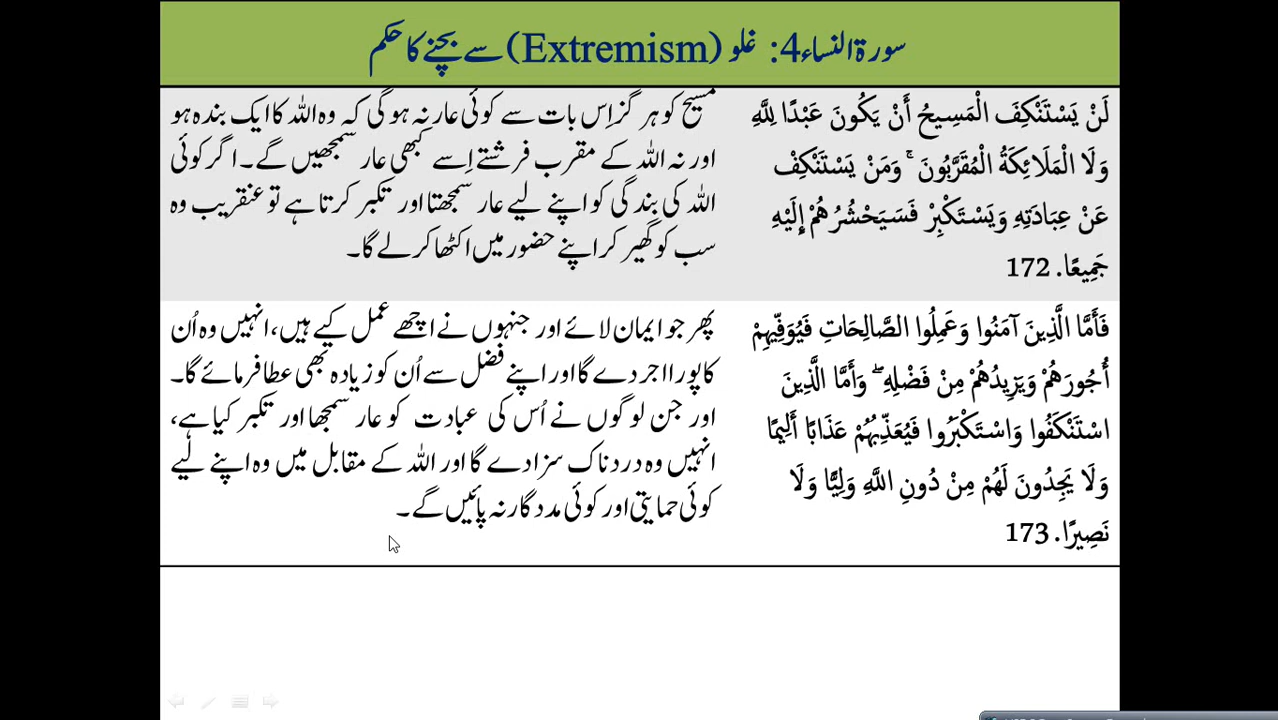 سورۃ النساء4: غلو (Extremism) سے بچنے کا حکم
لَنْ يَسْتَنْكِفَ الْمَسِيحُ أَنْ يَكُونَ عَبْدًا لِلَّهِ
وَلَا الْمَلَائِكَةُ الْمُقَرَّبُونَ ۚ وَمَنْ يَسْتَنْكِفْ
عَنْ عِبَادَتِهِ وَيَسْتَكْبِرْ فَسَيَحْشُرُهُمْ إِلَيْهِ
جَمِيعًا. 172
مسیح کو ہر گز اِس بات سے کوئی عار نہ ہو گی کہ وہ اللہ کا ایک بندہ ہو
اور نہ اللہ کے مقرب فرشتے اِسے کبھی عار سمجھیں گے۔ اگر کوئی
اللہ کی بندگی کو اپنے لیے عار سمجھتا اور تکبر کرتا ہے تو عنقریب وہ
سب کو گھیر کر اپنے حضور میں اکٹھا کر لے گا۔
فَأَمَّا الَّذِينَ آمَنُوا وَعَمِلُوا الصَّالِحَاتِ فَيُوَفِّيهِمْ
أُجُورَهُمْ وَيَزِيدُهُمْ مِنْ فَضْلِهِ ۖ وَأَمَّا الَّذِينَ
اسْتَنْكَفُوا وَاسْتَكْبَرُوا فَيُعَذِّبُهُمْ عَذَابًا أَلِيمًا
وَلَا يَجِدُونَ لَهُمْ مِنْ دُونِ اللَّهِ وَلِيًّا وَلَا
نَصِيرًا. 173
پھر جو ایمان لائے اور جنہوں نے اچھے عمل کیے ہیں، انہیں وہ اُن
کا پورا اجر دے گا اور اپنے فضل سے اُن کو زیادہ بھی عطا فرمائے گا۔
اور جن لوگوں نے اُس کی عبادت کو عار سمجھا اور تکبر کیا ہے،
انہیں وہ درد ناک سزا دے گا اور اللہ کے مقابل میں وہ اپنے لیے
کوئی حمایتی اور کوئی مدد گار نہ پائیں گے۔